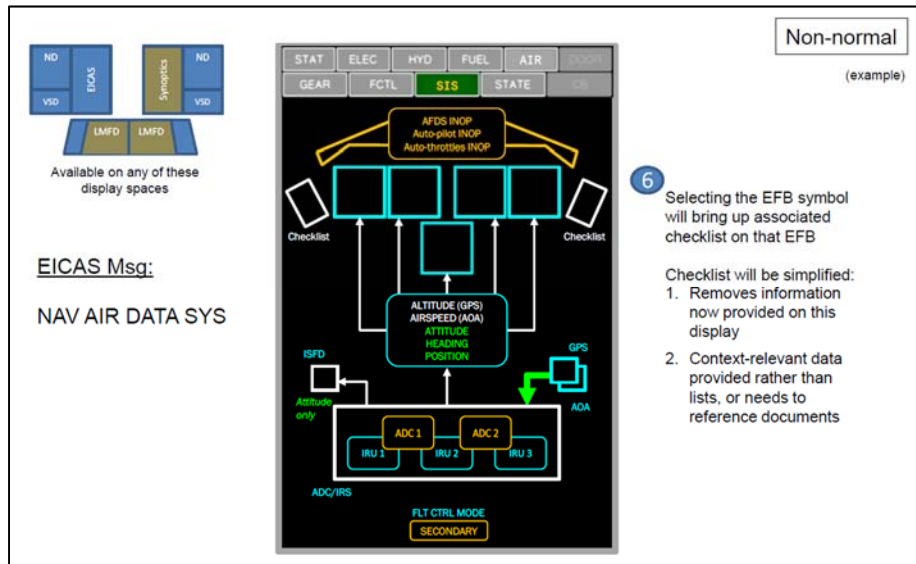 ND
EICAS
VSD
Synoptics
ND
VSD
LMFD
LMFD
Available on any of these
display spaces
EICAS Msg:
NAV AIR DATA SYS
STAT
ELEC
HYD
FUEL
AIR
DOOR
GEAR
FCTL
SIS
STATE
CB
AFDS INOP
Auto-pilot INOP
Auto-throttles INOP
Checklist
Checklist
ALTITUDE (GPS)
AIRSPEED (AOA)
ATTITUDE
HEADING
POSITION
ISFD
Attitude
only
GPS
AOA
ADC 1
ADC 2
IRU 1
IRU 2
IRU 3
ADC/IRS
FLT CTRL MODE
SECONDARY
Non-normal
(example)
6
Selecting the EFB symbol
will bring up associated
checklist on that EFB
Checklist will be simplified:
1. Removes information
now provided on this
display
2. Context-relevant data
provided rather than
lists, or needs to
reference documents